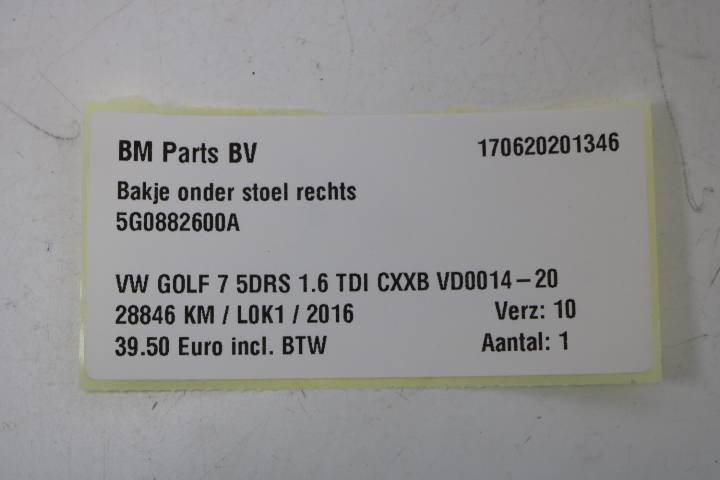 BM Parts BV 170620201346
Bakje onder stoel rechts
5G0882600A
VW GOLF 7 5DRS 1.6 TDI CXXB VD0014-20
28846 KM / L0K1 / 2016 Verz: 10
39.50 Euro incl. BTW Aantal: 1